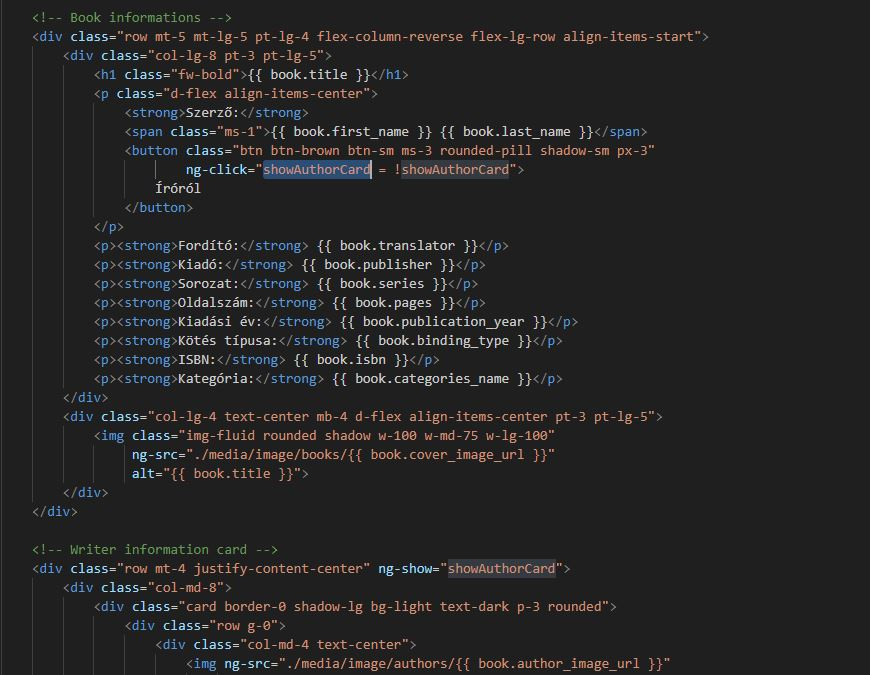 <!-- Book informations -->
<div class="row mt-5 mt-lg-5 pt-lg-4 flex-column-reverse flex-lg-row align-items-start">
<div class="col-lg-8 pt-3 pt-lg-5">
<h1 class="fw-bold">{{ book.title }}</h1>
<p class="d-flex align-items-center">
<strong>Szerző:</strong>
<span class="ms-1">{{ book.first_name }} {{ book.last_name }}</span>
<button class="btn btn-brown btn-sm ms-3 rounded-pill shadow-sm px-3"
ng-click="showAuthorCard = !showAuthorCard">
Íróról
</button>
</p>
<p><strong>Fordító:</strong> {{ book.translator }}</p>
<p><strong>Kiadó:</strong> {{ book.publisher }}</p>
<p><strong>Sorozat:</strong> {{ book.series }}</p>
<p><strong>Oldalszám:</strong> {{ book.pages }}</p>
<p><strong>Kiadási év:</strong> {{ book.publication_year }}</p>
<p><strong>Kötés típusa:</strong> {{ book.binding_type }}</p>
<p><strong>ISBN:</strong> {{ book.isbn }}</p>
<p><strong>Kategória:</strong> {{ book.categories_name }}</p>
</div>
<div class="col-lg-4 text-center mb-4 d-flex align-items-center pt-3 pt-lg-5">
<img class="img-fluid rounded shadow w-100 w-md-75 w-lg-100"
ng-src="./media/image/books/{{ book.cover_image_url }}"
alt="{{ book.title }}">
</div>
</div>
<!-- Writer information card -->
<div class="row mt-4 justify-content-center" ng-show="showAuthorCard">
<div class="col-md-8">
<div class="card border-0 shadow-lg bg-light text-dark p-3 rounded">
<div class="row g-0">
<div class="col-md-4 text-center">
<img ng-src="./media/image/authors/{{ book.author_image_url }}"